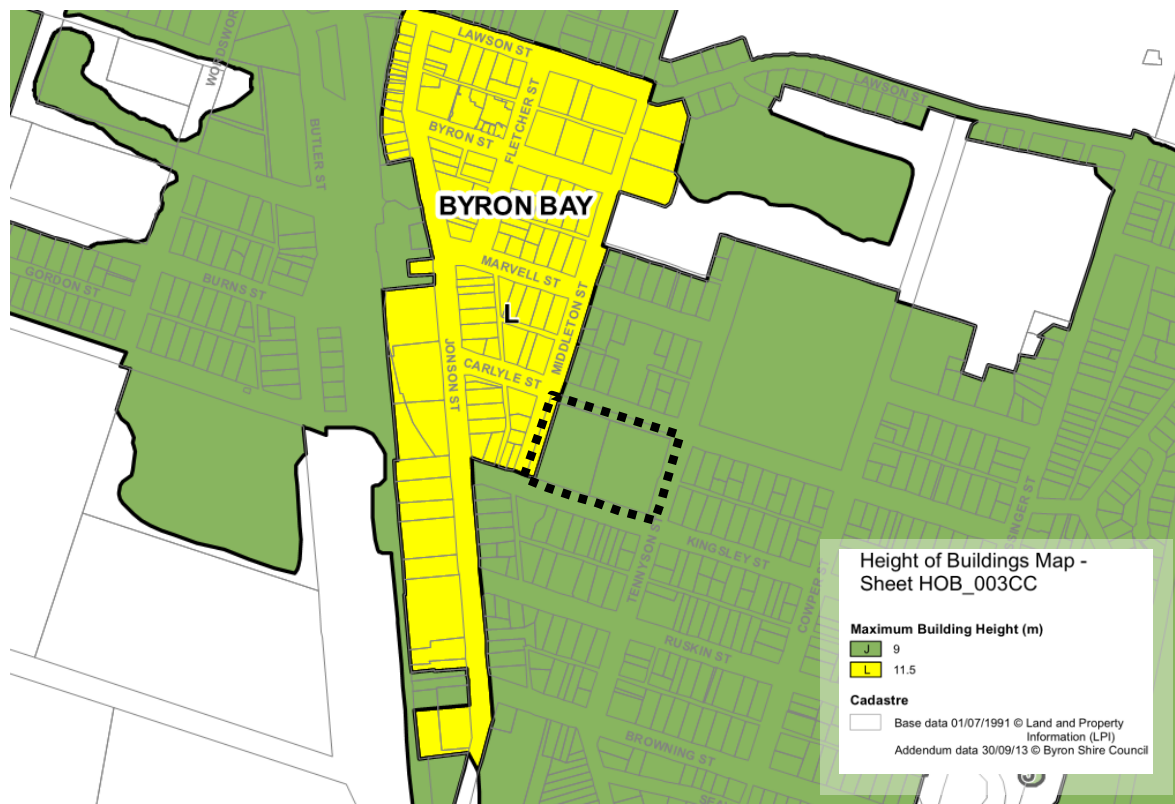 LAWSON ST
WORDSWOR
LAWSON ST
FLETCHER ST
BYRON ST
BUTLER ST
BYRON BAY
MARVELL ST
GORDON ST
BURNS ST
L
MIDDLETON ST
JONSON ST
CARLYLE ST
SINGER ST
KINGSLEY ST
TENNYSON S
COWPER S
RUSKIN ST
BROWNING ST
Height of Buildings Map -
Sheet HOB_003CC
Maximum Building Height (m)
J 9
L 11.5
Cadastre
Base data 01/07/1991 © Land and Property
Information (LPI)
Addendum data 30/09/13 © Byron Shire Council